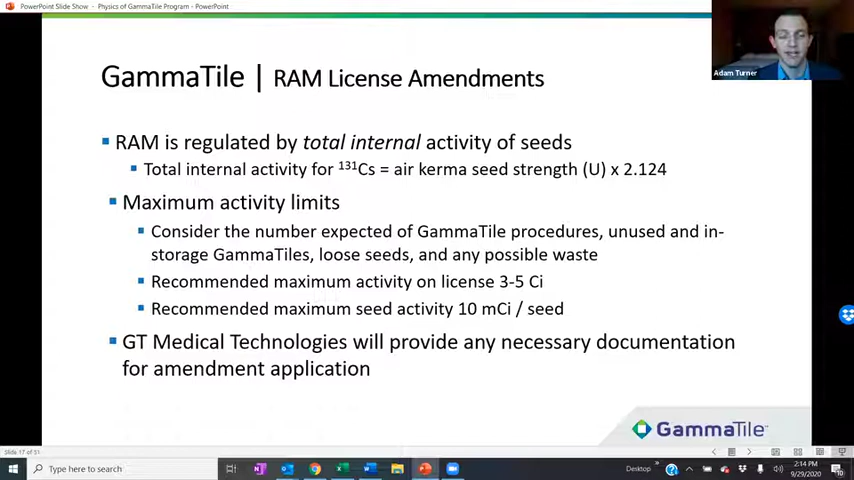 PowerPoint Slide Show - Physics of GammaTile Program - PowerPoint
Adam Turner
GammaTile | RAM License Amendments
RAM is regulated by total internal activity of seeds
Total internal activity for ¹³¹Cs = air kerma seed strength (U) x 2.124
Maximum activity limits
Consider the number expected of GammaTile procedures, unused and in-
storage GammaTiles, loose seeds, and any possible waste
Recommended maximum activity on license 3-5 Ci
Recommended maximum seed activity 10 mCi / seed
GT Medical Technologies will provide any necessary documentation
for amendment application
GammaTile
Slide 17 of 51
Type here to search
Desktop
2:14 PM
9/29/2020